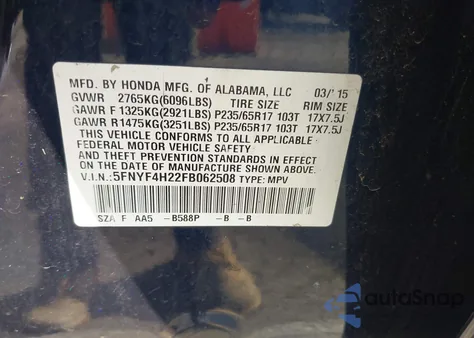 MFD. BY HONDA MFG. OF ALABAMA, LLC 03/15
GVWR 2765KG(6096LBS) TIRE SIZE RIM SIZE
GAWR F 1325KG(2921LBS) P235/65R17 103T 17X7.5J
GAWR R 1475KG(3251LBS) P235/65R17 103T 17X7.5J
THIS VEHICLE CONFORMS TO ALL APPLICABLE
FEDERAL MOTOR VEHICLE SAFETY
AND THEFT PREVENTION STANDARDS IN EFFECT
ON THE DATE OF MANUFACTURE SHOWN ABOVE.
V.I.N.:5FNYF4H22FB062508 TYPE: MPV
SZA F AA5 -B588P -B -B
autoSnap